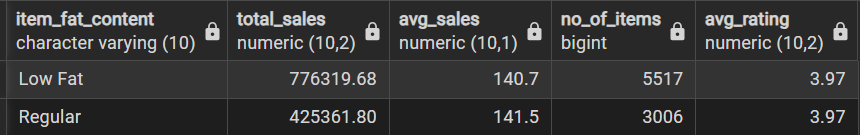 item_fat_content total_sales avg_sales no_of_items avg_rating
character varying (10) numeric (10,2) numeric (10,1) bigint numeric (10,2)
Low Fat 776319.68 140.7 5517 3.97
Regular 425361.80 141.5 3006 3.97